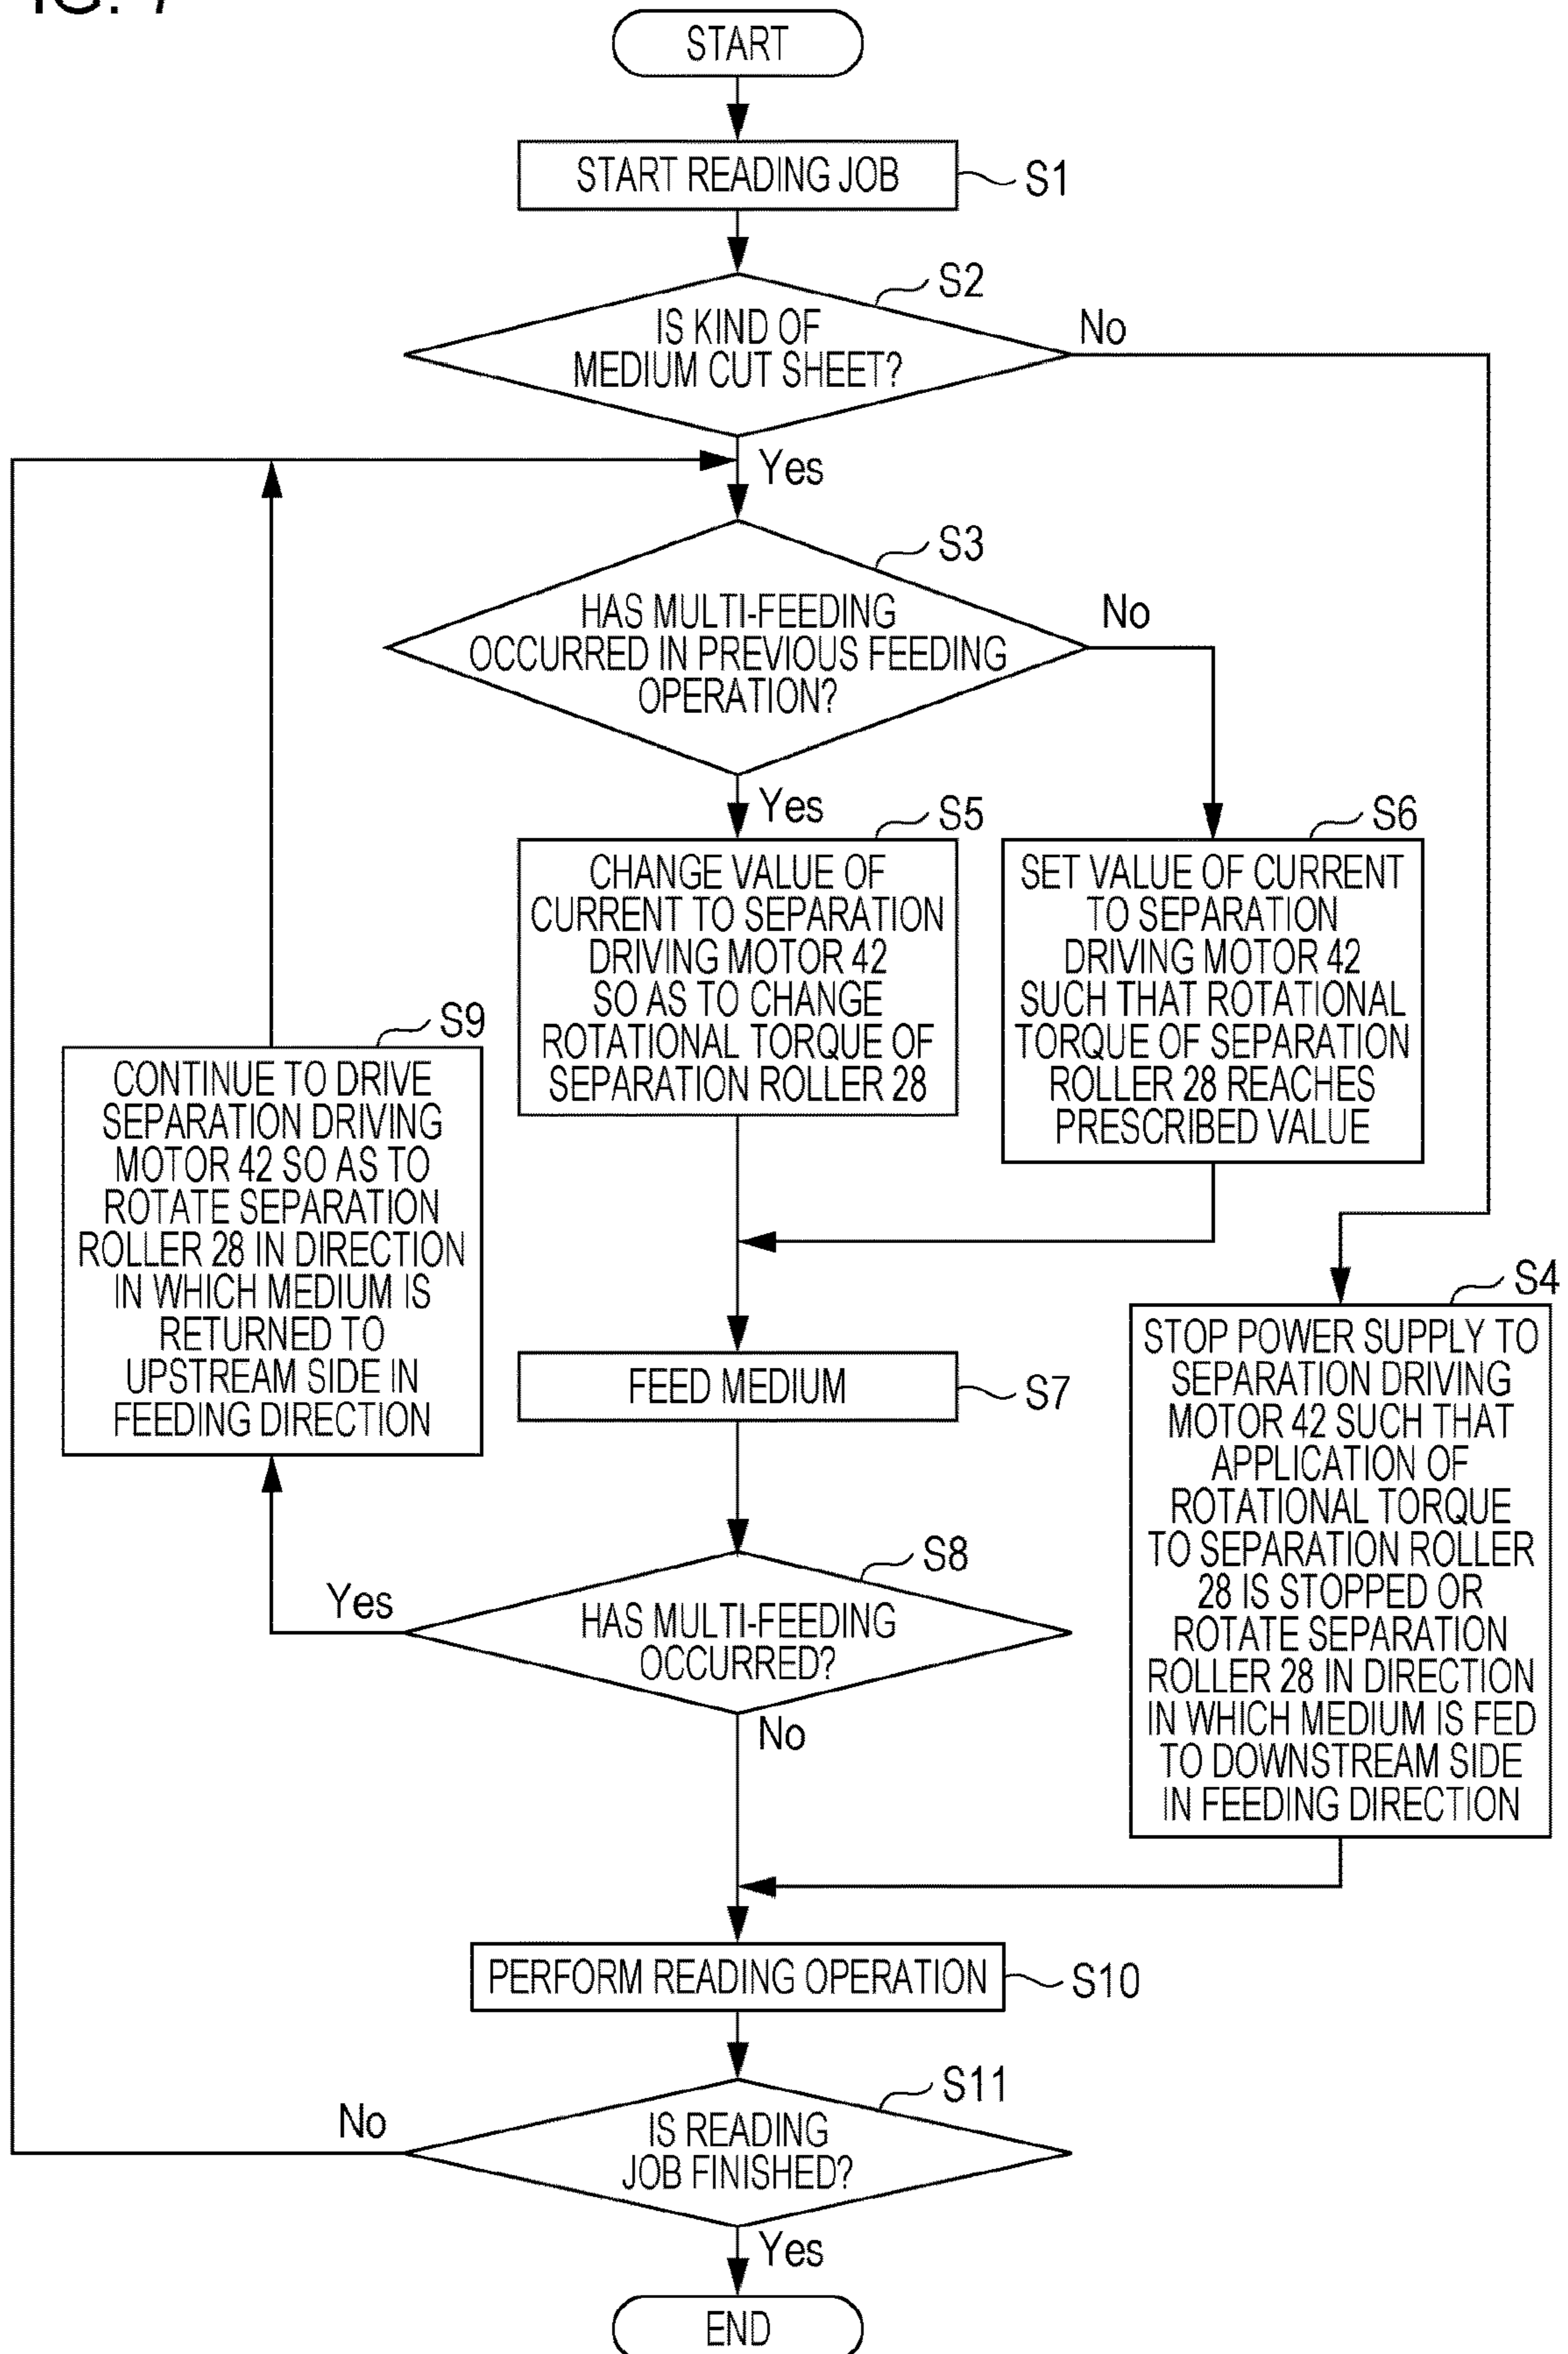 START
START READING JOB
S1
S2
IS KIND OF
MEDIUM CUT SHEET?
No
Yes
S3
HAS MULTI-FEEDING
OCCURRED IN PREVIOUS FEEDING
OPERATION?
No
Yes
S5
CHANGE VALUE OF
CURRENT TO SEPARATION
DRIVING MOTOR 42
SO AS TO CHANGE
ROTATIONAL TORQUE OF
SEPARATION ROLLER 28
S6
SET VALUE OF CURRENT
TO SEPARATION
DRIVING MOTOR 42
SUCH THAT ROTATIONAL
TORQUE OF SEPARATION
ROLLER 28 REACHES
PRESCRIBED VALUE
S9
CONTINUE TO DRIVE
SEPARATION DRIVING
MOTOR 42 SO AS TO
ROTATE SEPARATION
ROLLER 28 IN DIRECTION
IN WHICH MEDIUM IS
RETURNED TO
UPSTREAM SIDE IN
FEEDING DIRECTION
S4
STOP POWER SUPPLY TO
SEPARATION DRIVING
MOTOR 42 SUCH THAT
APPLICATION OF
ROTATIONAL TORQUE
TO SEPARATION ROLLER
28 IS STOPPED OR
ROTATE SEPARATION
ROLLER 28 IN DIRECTION
IN WHICH MEDIUM IS FED
TO DOWNSTREAM SIDE
IN FEEDING DIRECTION
FEED MEDIUM
S7
S8
HAS MULTI-FEEDING
OCCURRED?
Yes
No
PERFORM READING OPERATION
S10
S11
IS READING
JOB FINISHED?
No
Yes
END